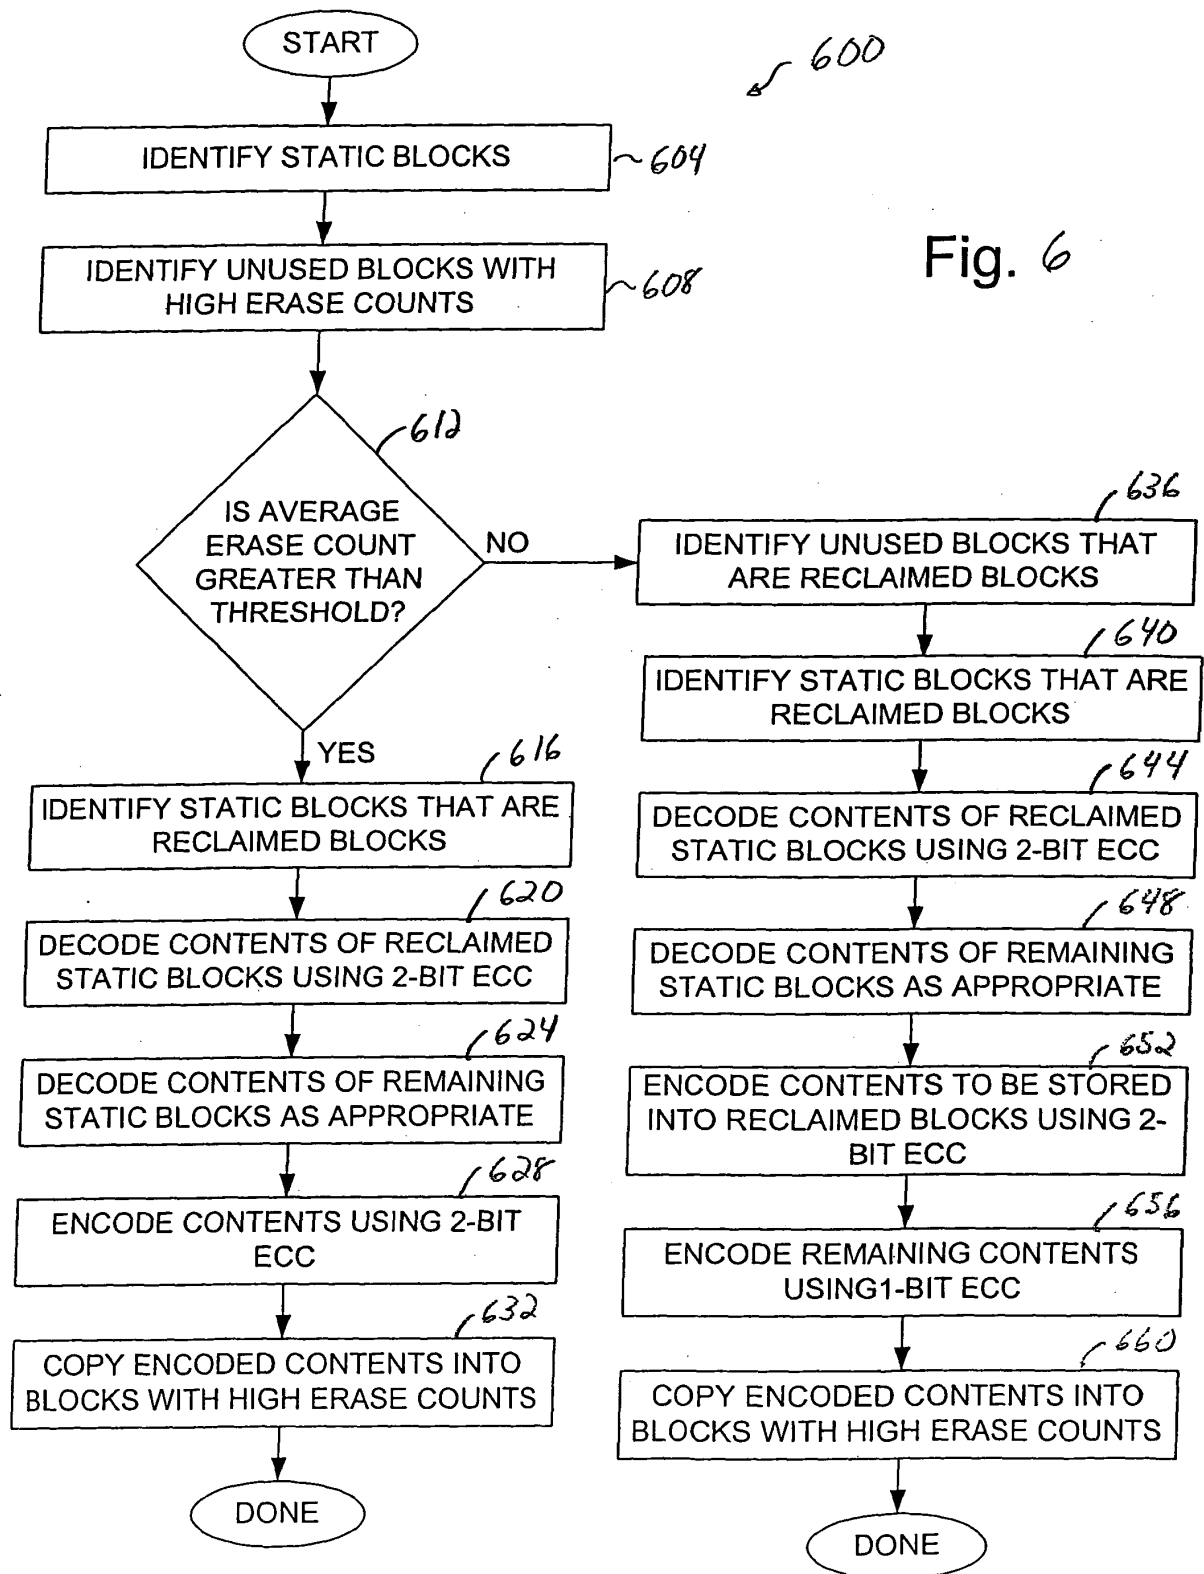 START
600
IDENTIFY STATIC BLOCKS
604
IDENTIFY UNUSED BLOCKS WITH
HIGH ERASE COUNTS
608
Fig. 6
612
IS AVERAGE
ERASE COUNT
GREATER THAN
THRESHOLD?
NO
YES
616
IDENTIFY STATIC BLOCKS THAT ARE
RECLAIMED BLOCKS
620
DECODE CONTENTS OF RECLAIMED
STATIC BLOCKS USING 2-BIT ECC
624
DECODE CONTENTS OF REMAINING
STATIC BLOCKS AS APPROPRIATE
628
ENCODE CONTENTS USING 2-BIT
ECC
632
COPY ENCODED CONTENTS INTO
BLOCKS WITH HIGH ERASE COUNTS
DONE
636
IDENTIFY UNUSED BLOCKS THAT
ARE RECLAIMED BLOCKS
640
IDENTIFY STATIC BLOCKS THAT ARE
RECLAIMED BLOCKS
644
DECODE CONTENTS OF RECLAIMED
STATIC BLOCKS USING 2-BIT ECC
648
DECODE CONTENTS OF REMAINING
STATIC BLOCKS AS APPROPRIATE
652
ENCODE CONTENTS TO BE STORED
INTO RECLAIMED BLOCKS USING 2-
BIT ECC
656
ENCODE REMAINING CONTENTS
USING1-BIT ECC
660
COPY ENCODED CONTENTS INTO
BLOCKS WITH HIGH ERASE COUNTS
DONE